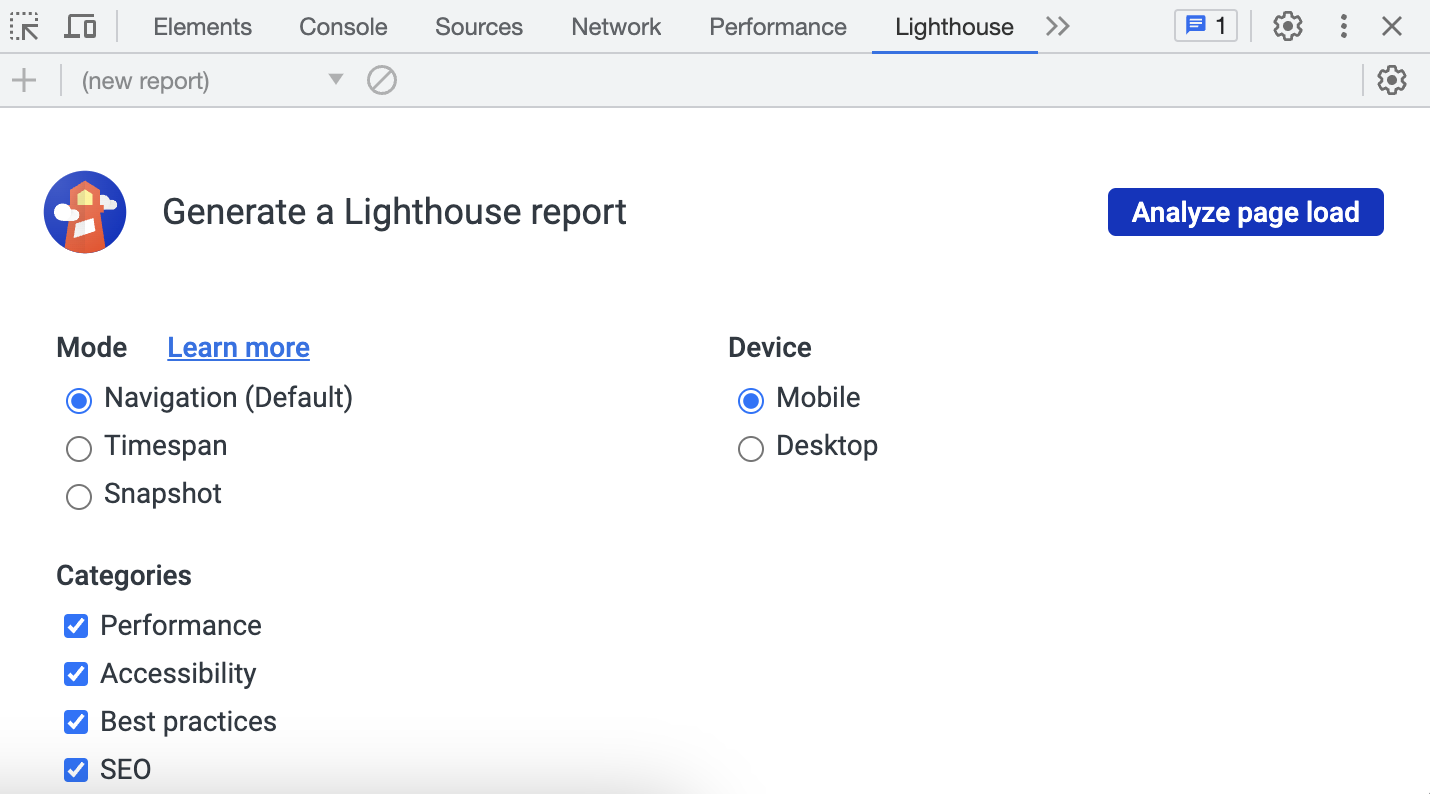 Elements Console Sources Network Performance Lighthouse 1
(new report)
Generate a Lighthouse report Analyze page load
Mode Learn more
Navigation (Default)
Timespan
Snapshot
Device
Mobile
Desktop
Categories
Performance
Accessibility
Best practices
SEO